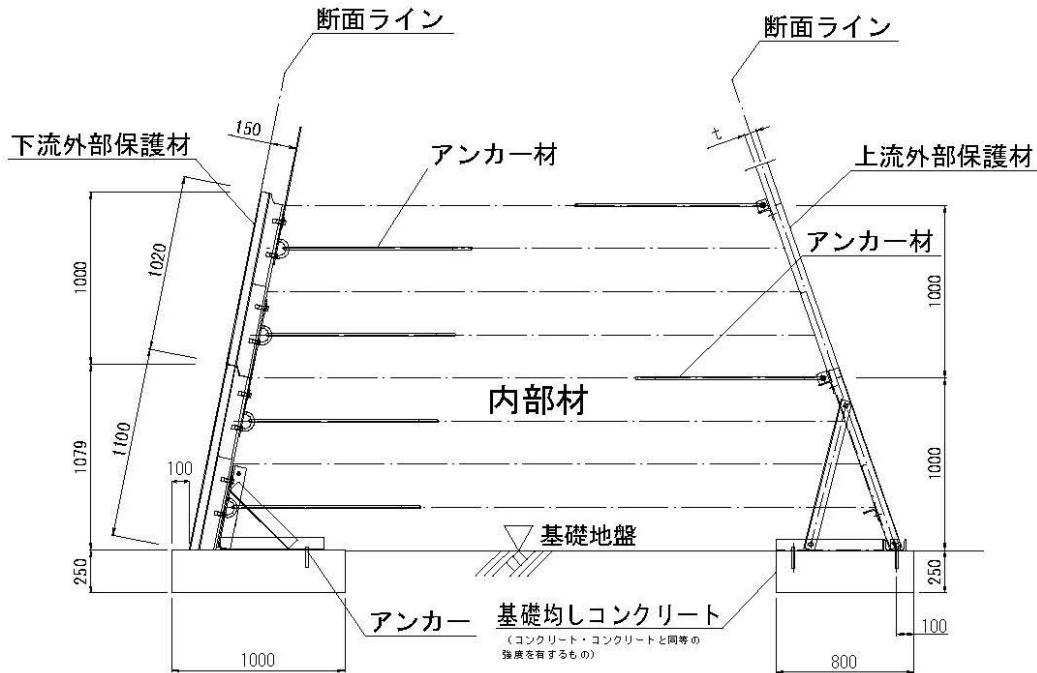 断面ライン
断面ライン
150
t
下流外部保護材
アンカー材
上流外部保護材
アンカー材
1020
1000
1000
内部材
1100
1079
1000
100
基礎地盤
250
250
アンカー
基礎均しコンクリート
(コンクリート・コンクリートと同等の
強度を有するもの)
100
1000
800